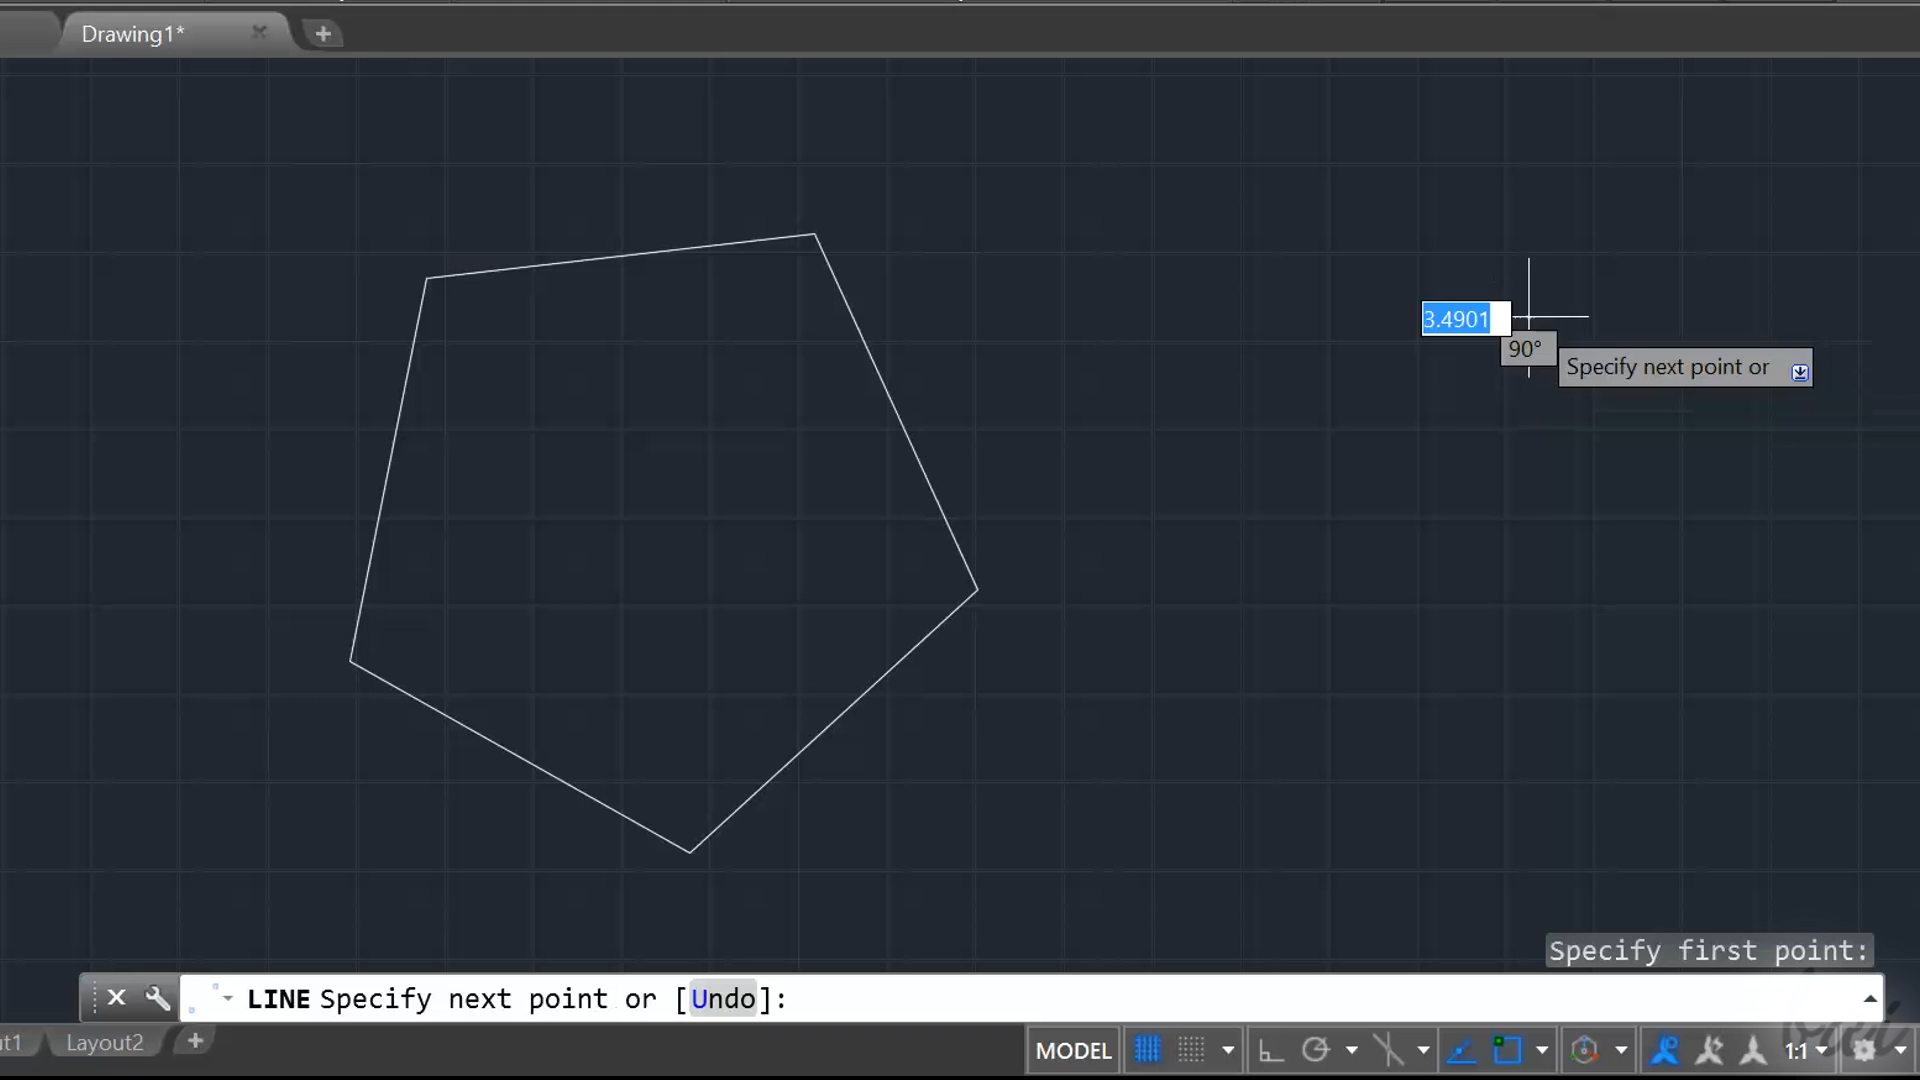 Drawing1*
3.4901
90°
Specify next point or
Specify first point:
LINE Specify next point or [Undo]:
ut1
Layout2
MODEL
1:1